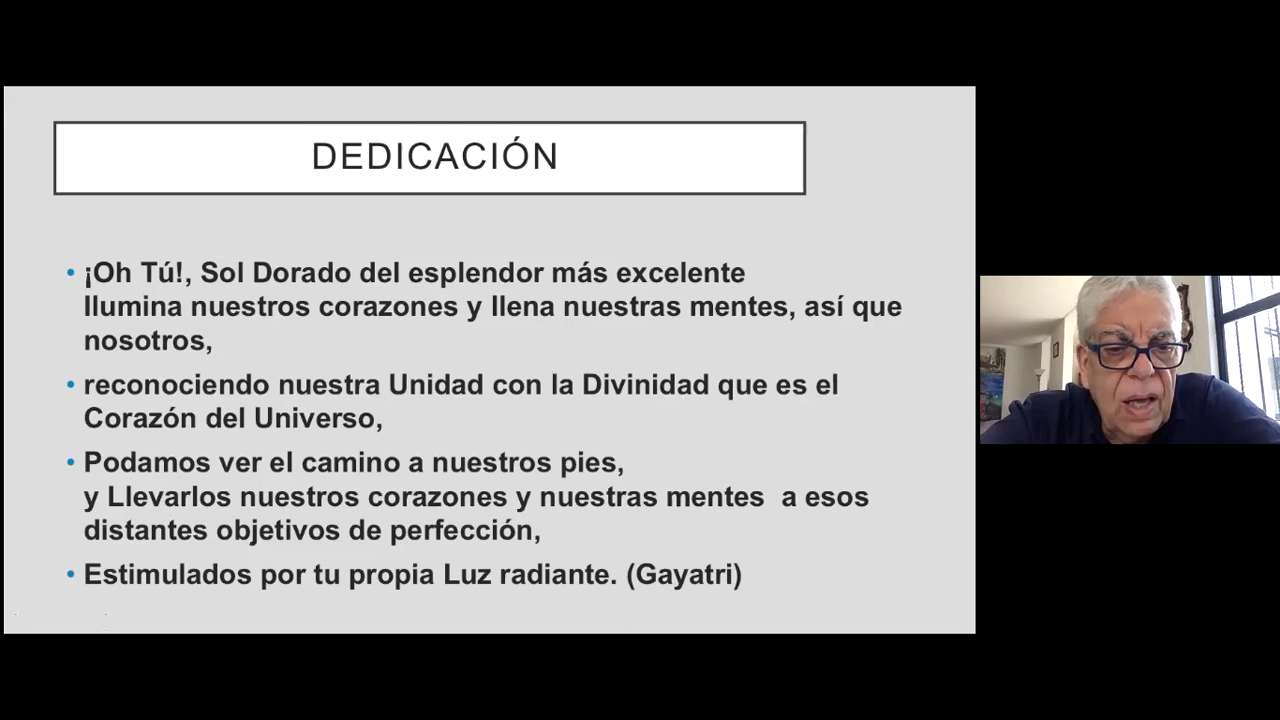 DEDICACIÓN
• ¡Oh Tú!, Sol Dorado del esplendor más excelente
Ilumina nuestros corazones y llena nuestras mentes, así que
nosotros,
• reconociendo nuestra Unidad con la Divinidad que es el
Corazón del Universo,
• Podamos ver el camino a nuestros pies,
y Llevarlos nuestros corazones y nuestras mentes a esos
distantes objetivos de perfección,
• Estimulados por tu propia Luz radiante. (Gayatri)